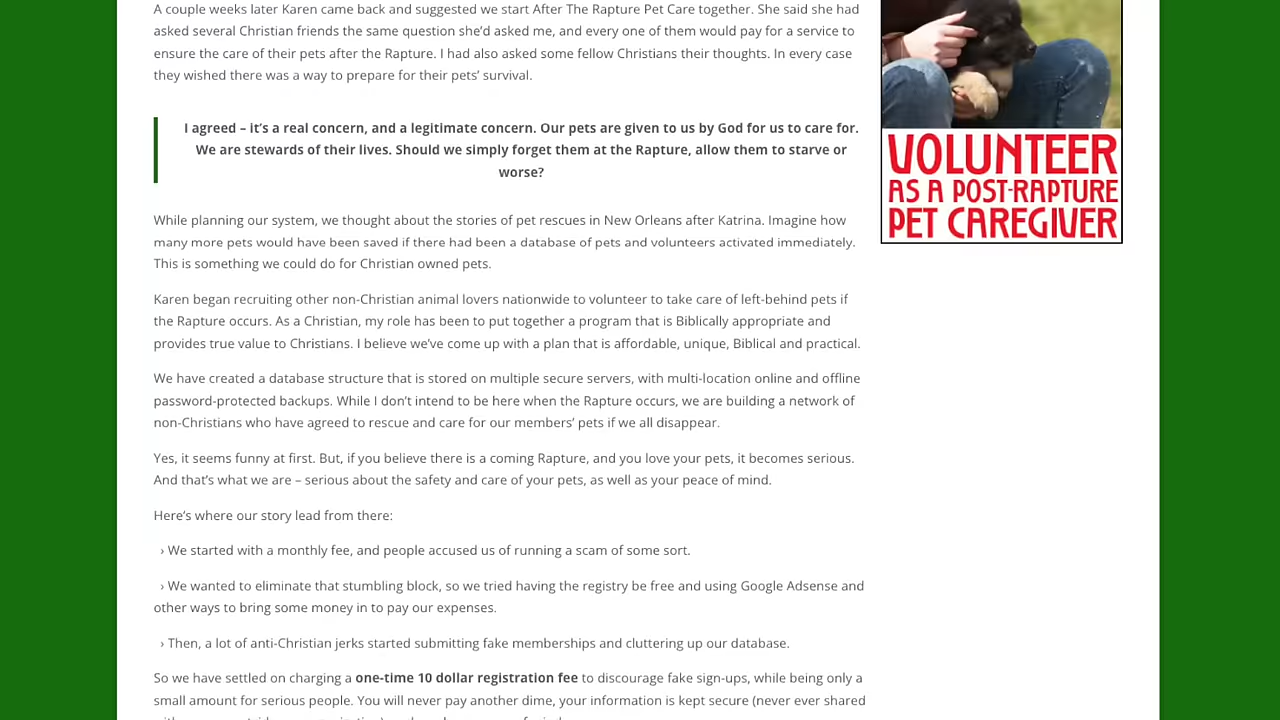 A couple weeks later Karen came back and suggested we start After The Rapture Pet Care together. She said she had
asked several Christian friends the same question she’d asked me, and every one of them would pay for a service to
ensure the care of their pets after the Rapture. I had also asked some fellow Christians their thoughts. In every case
they wished there was a way to prepare for their pets’ survival.
I agreed – it’s a real concern, and a legitimate concern. Our pets are given to us by God for us to care for.
We are stewards of their lives. Should we simply forget them at the Rapture, allow them to starve or
worse?
While planning our system, we thought about the stories of pet rescues in New Orleans after Katrina. Imagine how
many more pets would have been saved if there had been a database of pets and volunteers activated immediately.
This is something we could do for Christian owned pets.
Karen began recruiting other non-Christian animal lovers nationwide to volunteer to take care of left-behind pets if
the Rapture occurs. As a Christian, my role has been to put together a program that is Biblically appropriate and
provides true value to Christians. I believe we’ve come up with a plan that is affordable, unique, Biblical and practical.
We have created a database structure that is stored on multiple secure servers, with multi-location online and offline
password-protected backups. While I don’t intend to be here when the Rapture occurs, we are building a network of
non-Christians who have agreed to rescue and care for our members’ pets if we all disappear.
Yes, it seems funny at first. But, if you believe there is a coming Rapture, and you love your pets, it becomes serious.
And that’s what we are – serious about the safety and care of your pets, as well as your peace of mind.
Here’s where our story lead from there:
› We started with a monthly fee, and people accused us of running a scam of some sort.
› We wanted to eliminate that stumbling block, so we tried having the registry be free and using Google Adsense and
other ways to bring some money in to pay our expenses.
› Then, a lot of anti-Christian jerks started submitting fake memberships and cluttering up our database.
So we have settled on charging a one-time 10 dollar registration fee to discourage fake sign-ups, while being only a
small amount for serious people. You will never pay another dime, your information is kept secure (never ever shared
VOLUNTEER
AS A POST-RAPTURE
PET CAREGIVER